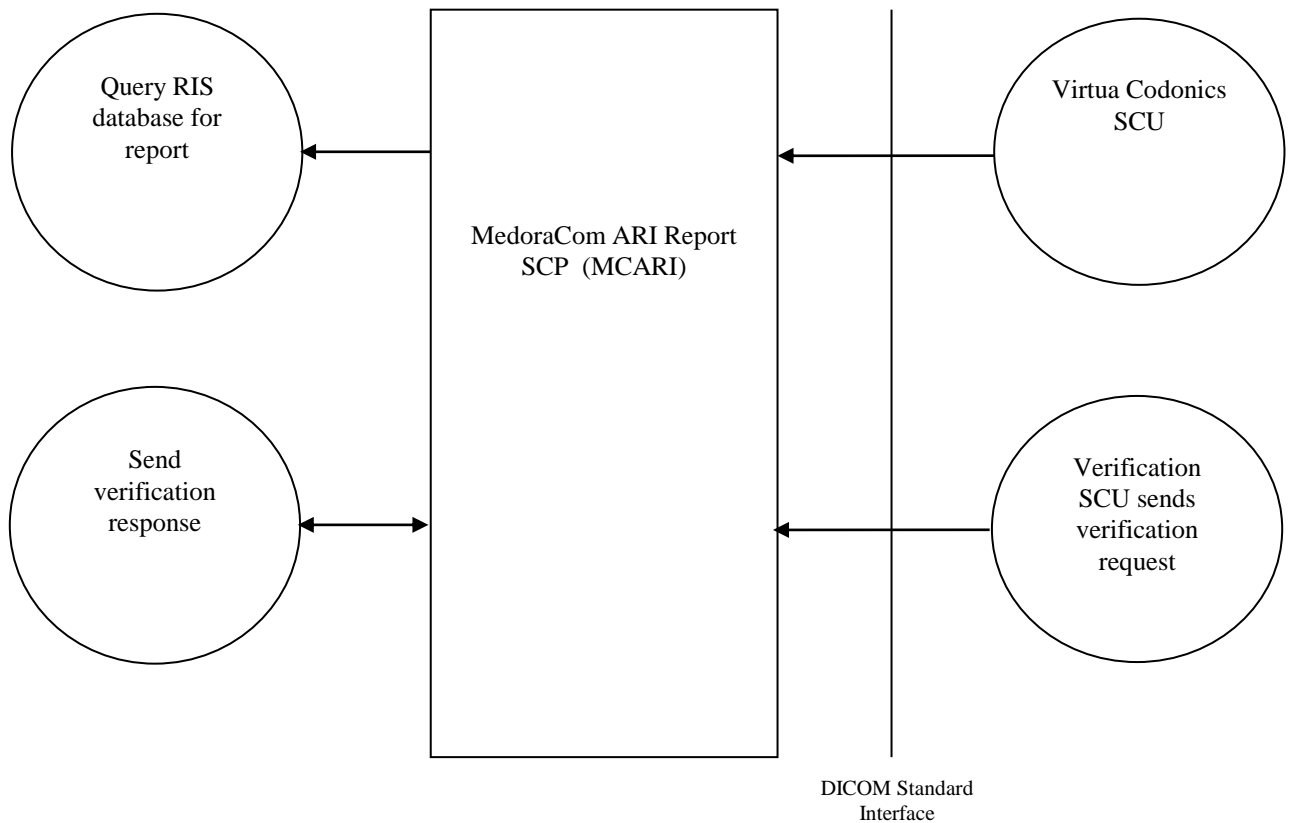 Query RIS
database for
report
MedoraCom ARI Report
SCP (MCARI)
Virtua Codonics
SCU
Send
verification
response
Verification
SCU sends
verification
request
DICOM Standard
Interface